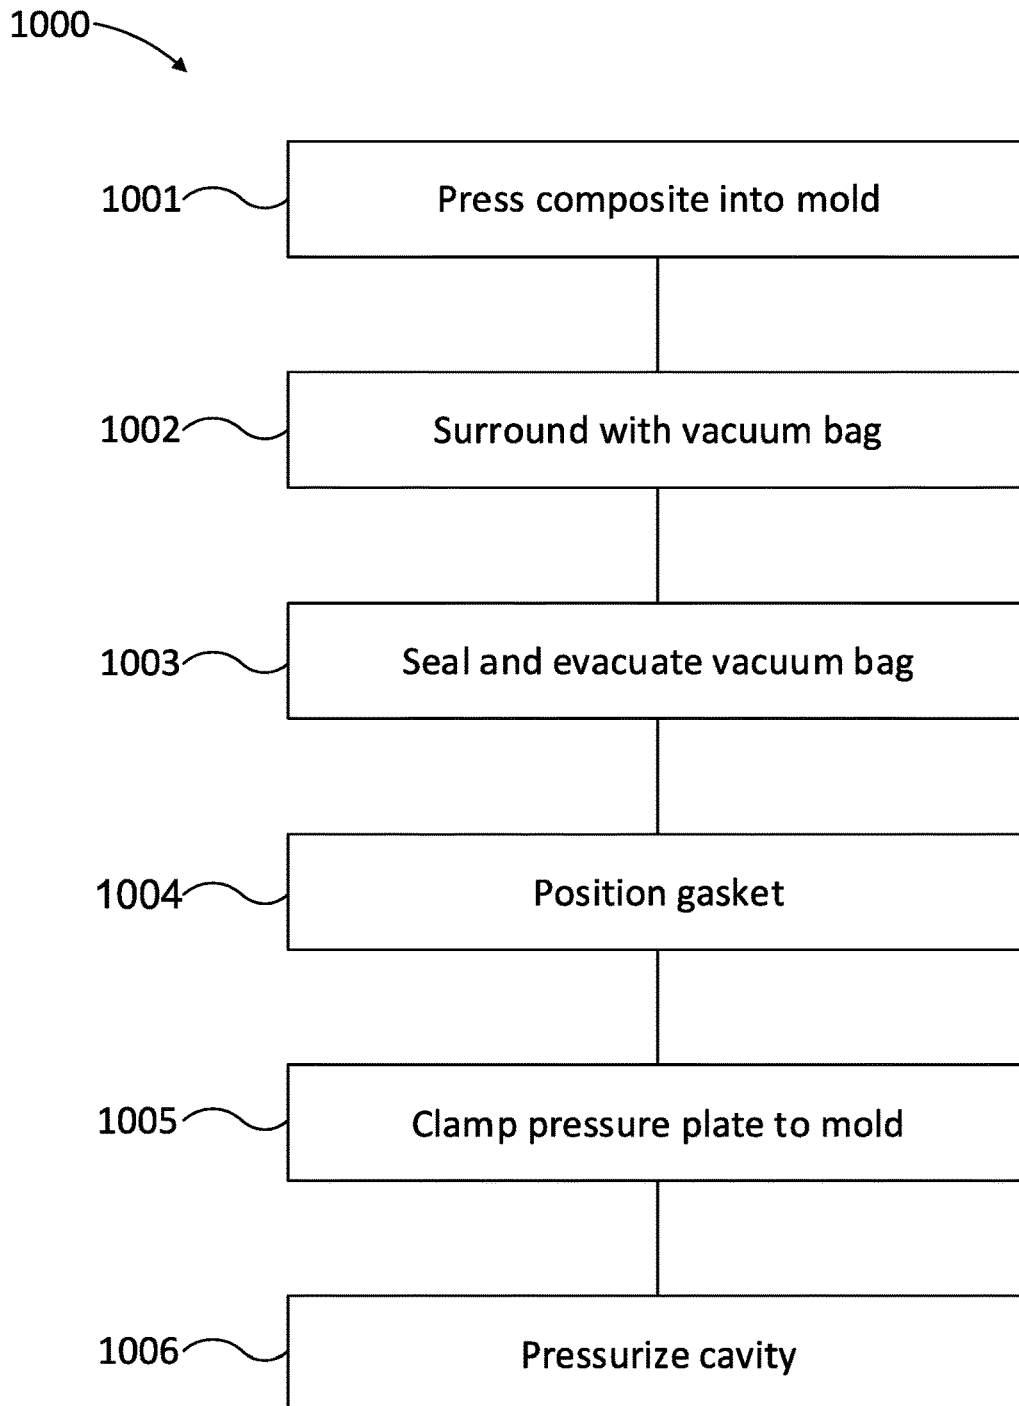 1000
1001 Press composite into mold
1002 Surround with vacuum bag
1003 Seal and evacuate vacuum bag
1004 Position gasket
1005 Clamp pressure plate to mold
1006 Pressurize cavity